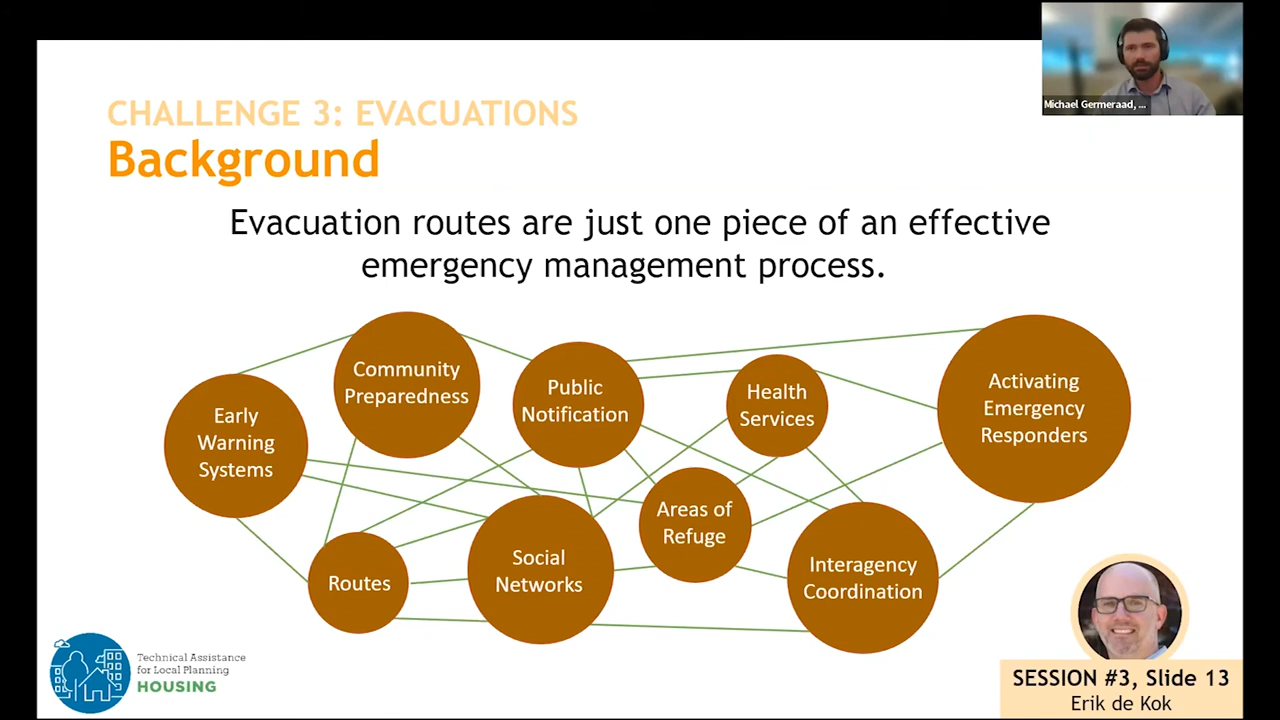 Michael Germeraad, ...
CHALLENGE 3: EVACUATIONS
Background
Evacuation routes are just one piece of an effective
emergency management process.
Early
Warning
Systems
Community
Preparedness
Public
Notification
Health
Services
Activating
Emergency
Responders
Routes
Social
Networks
Areas of
Refuge
Interagency
Coordination
Technical Assistance
for Local Planning
HOUSING
SESSION #3, Slide 13
Erik de Kok